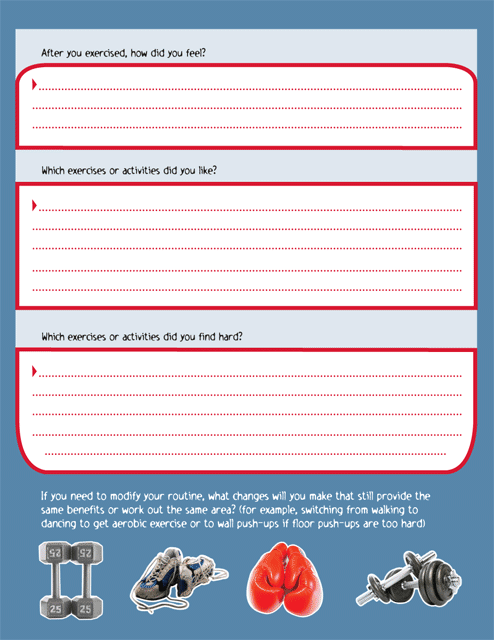 After you exercised, how did you feel?
Which exercises or activities did you like?
Which exercises or activities did you find hard?
If you need to modify your routine, what changes will you make that still provide the
same benefits or work out the same area? (for example, switching from walking to
dancing to get aerobic exercise or to wall push-ups if floor push-ups are too hard)
25 25
25 25